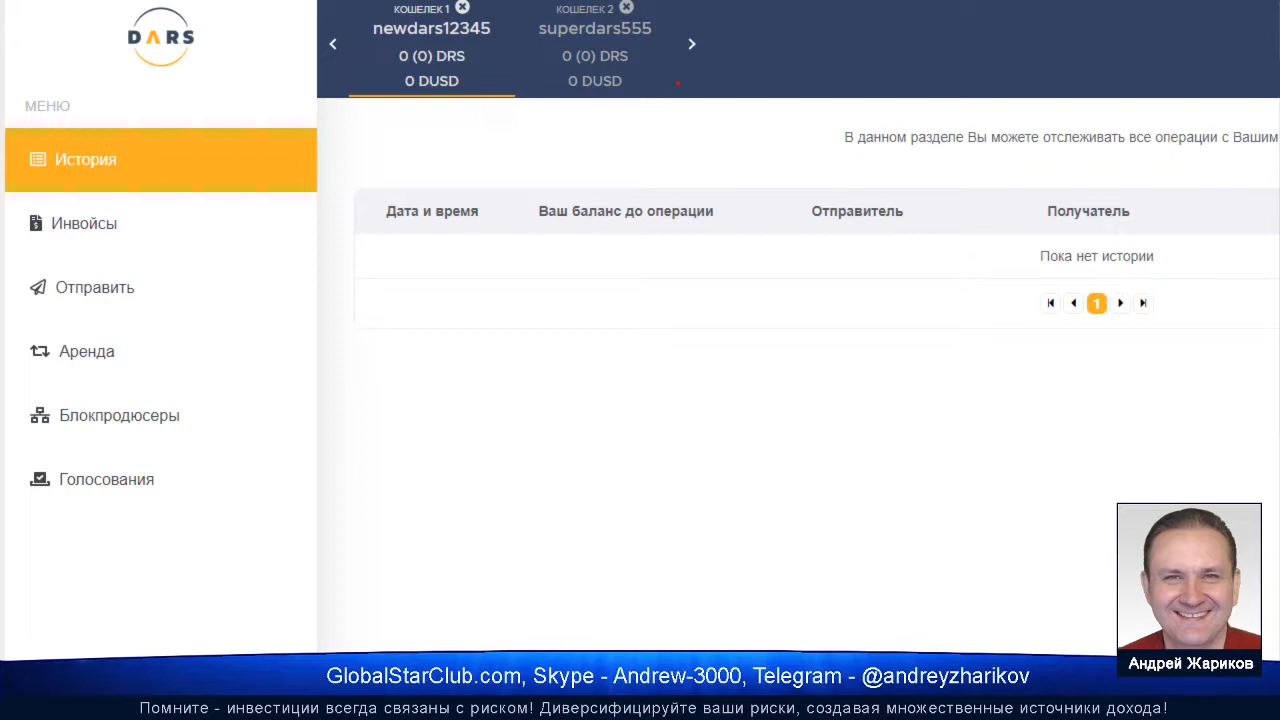 DARS
КОШЕЛЕК 1
newdars12345
0 (0) DRS
0 DUSD
КОШЕЛЕК 2
superdars555
0 (0) DRS
0 DUSD
МЕНЮ
История
Инвойсы
Отправить
Аренда
Блокпродюсеры
Голосования
В данном разделе Вы можете отслеживать все операции с Вашим
Дата и время Ваш баланс до операции Отправитель Получатель
Пока нет истории
1
Андрей Жариков
GlobalStarClub.com, Skype - Andrew-3000, Telegram - @andreyzharikov
Помните - инвестиции всегда связаны с риском! Диверсифицируйте ваши риски, создавая множественные источники дохода!